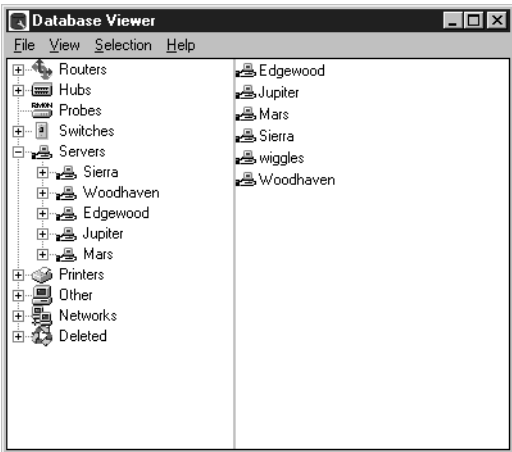 Database Viewer
File View Selection Help
Routers
Hubs
RMON
Probes
Switches
Servers
Sierra
Woodhaven
Edgewood
Jupiter
Mars
Printers
Other
Networks
Deleted
Edgewood
Jupiter
Mars
Sierra
wiggles
Woodhaven